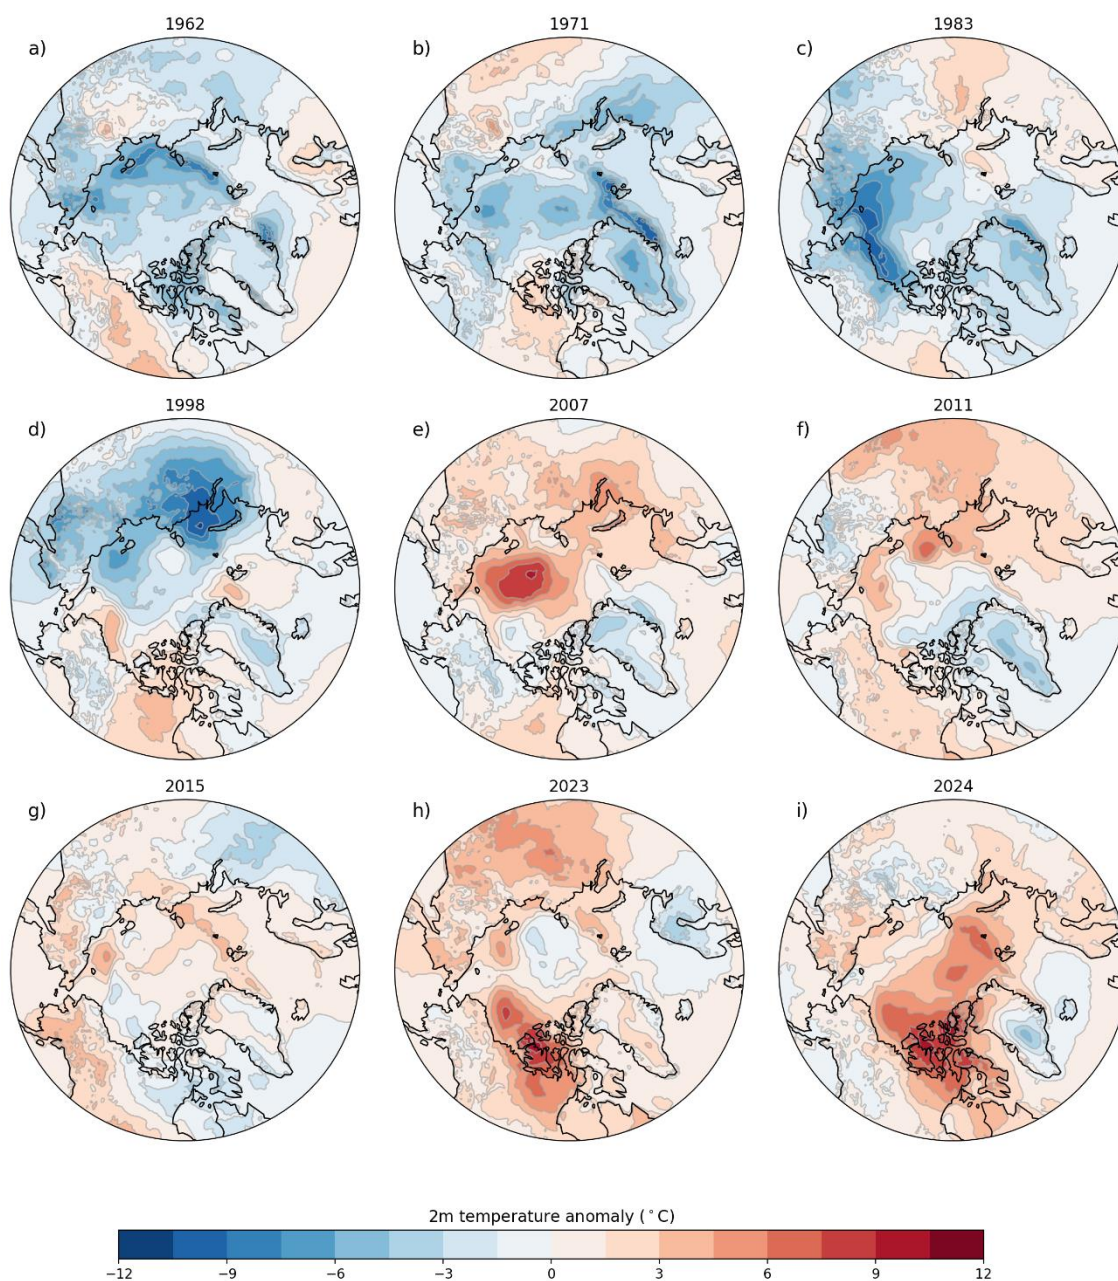 1962
1971
1983
a)
b)
c)
1998
2007
2011
d)
e)
f)
2015
2023
2024
g)
h)
i)
2m temperature anomaly (°C)
−12 −9 −6 −3 0 3 6 9 12